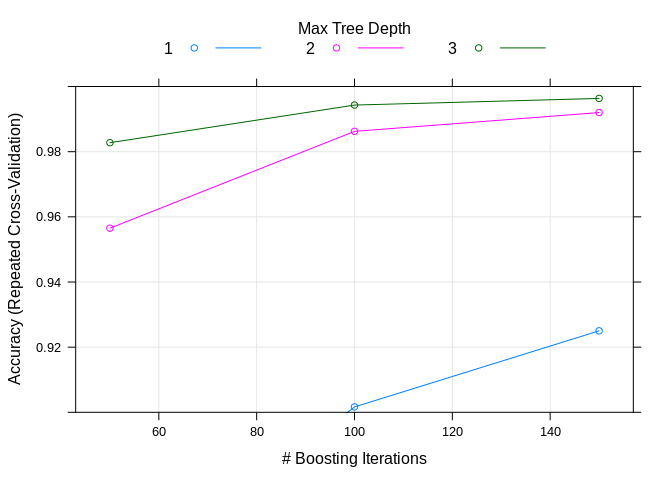 Max Tree Depth
1 2 3
Accuracy (Repeated Cross-Validation)
0.98
0.96
0.94
0.92
60 80 100 120 140
# Boosting Iterations